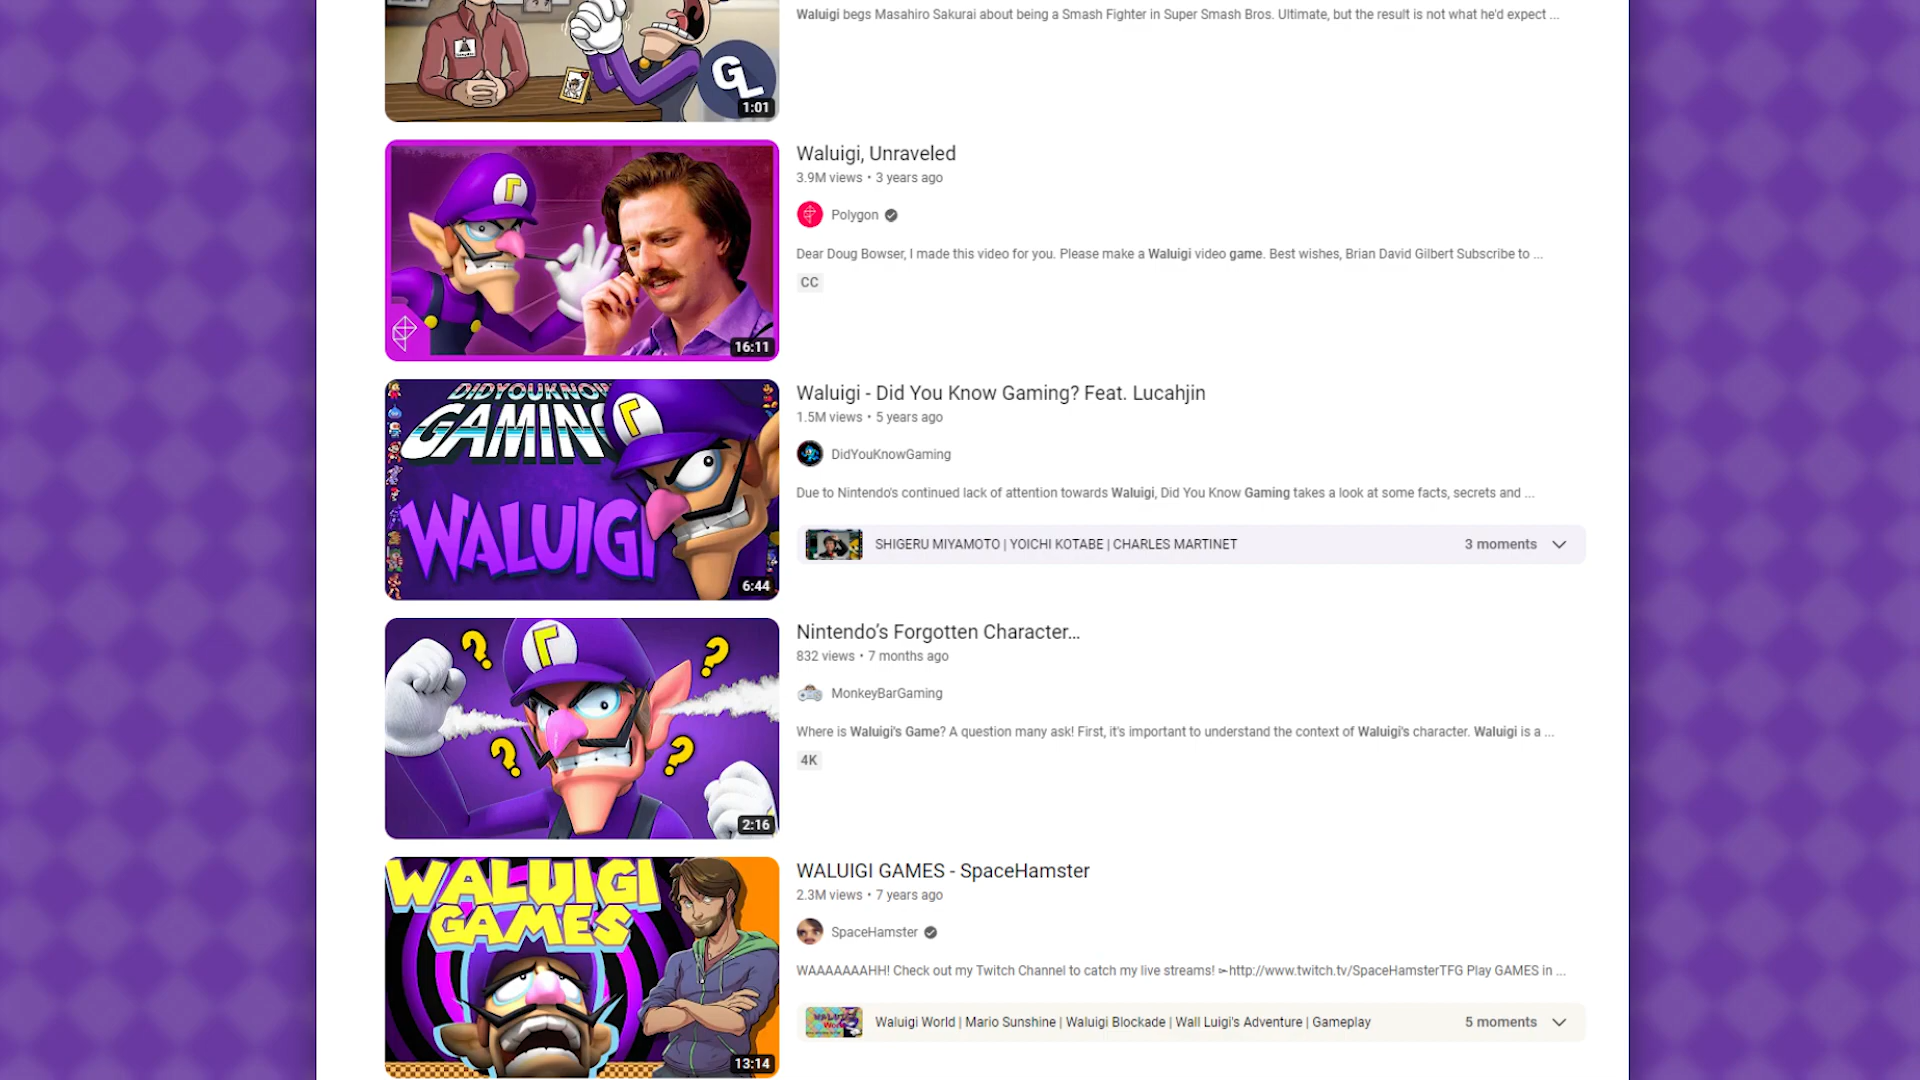 Waluigi begs Masahiro Sakurai about being a Smash Fighter in Super Smash Bros. Ultimate, but the result is not what he'd expect ...
GL
1:01
Waluigi, Unraveled
3.9M views • 3 years ago
Polygon
Dear Doug Bowser, I made this video for you. Please make a Waluigi video game. Best wishes, Brian David Gilbert Subscribe to ...
CC
16:11
DIDYOUKNOW
GAMING
WALUIGI
6:44
Waluigi - Did You Know Gaming? Feat. Lucahjin
1.5M views • 5 years ago
DidYouKnowGaming
Due to Nintendo's continued lack of attention towards Waluigi, Did You Know Gaming takes a look at some facts, secrets and ...
SHIGERU MIYAMOTO | YOICHI KOTABE | CHARLES MARTINET
3 moments
? ? ? ?
2:16
Nintendo’s Forgotten Character...
832 views • 7 months ago
MonkeyBarGaming
Where is Waluigi's Game? A question many ask! First, it's important to understand the context of Waluigi's character. Waluigi is a ...
4K
WALUIGI
GAMES
13:14
WALUIGI GAMES - SpaceHamster
2.3M views • 7 years ago
SpaceHamster
WAAAAAAAHH! Check out my Twitch Channel to catch my live streams! ➛http://www.twitch.tv/SpaceHamsterTFG Play GAMES in ...
Waluigi World | Mario Sunshine | Waluigi Blockade | Wall Luigi's Adventure | Gameplay
5 moments